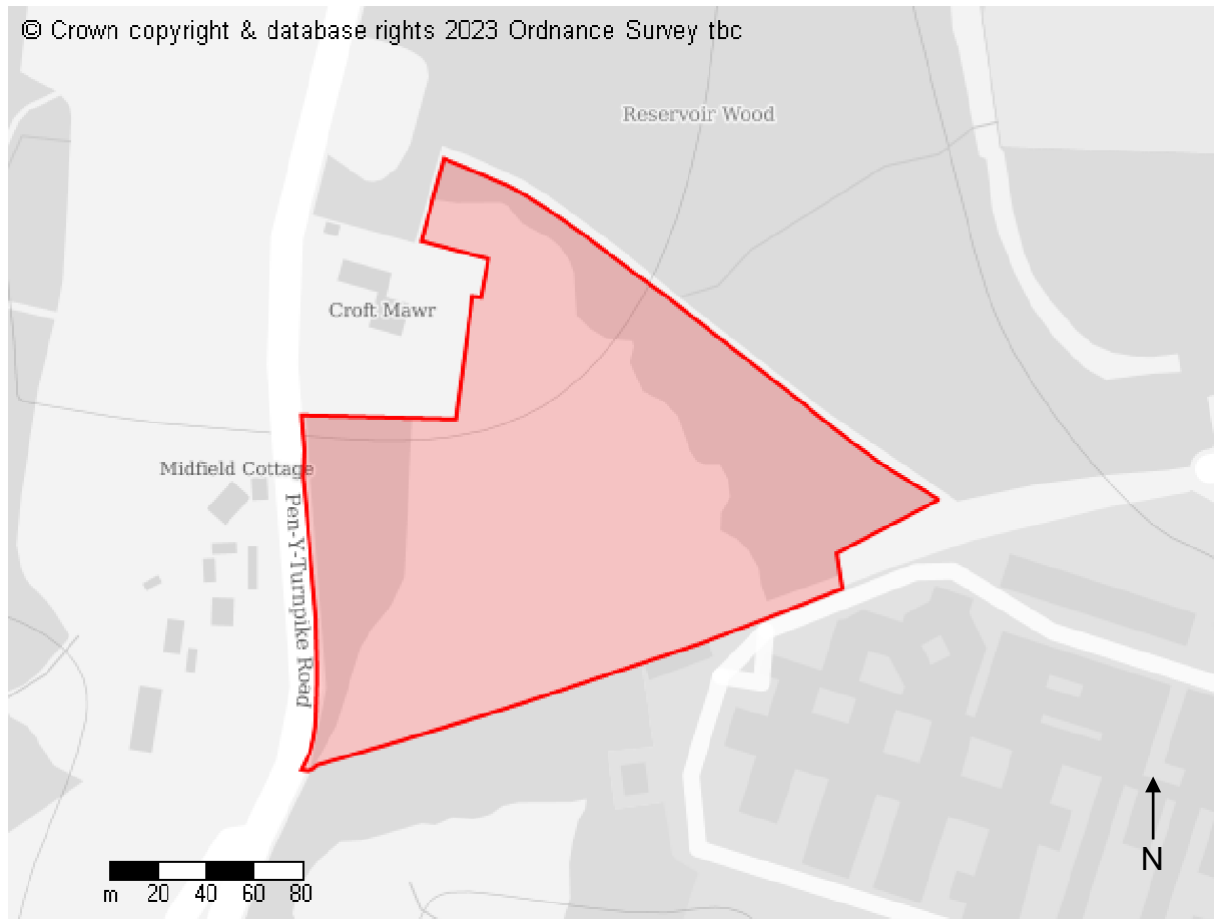 © Crown copyright & database rights 2023 Ordnance Survey tbc
Reservoir Wood
Croft Mawr
Midfield Cottage
Pen-Y-Turnpike Road
m 20 40 60 80
N